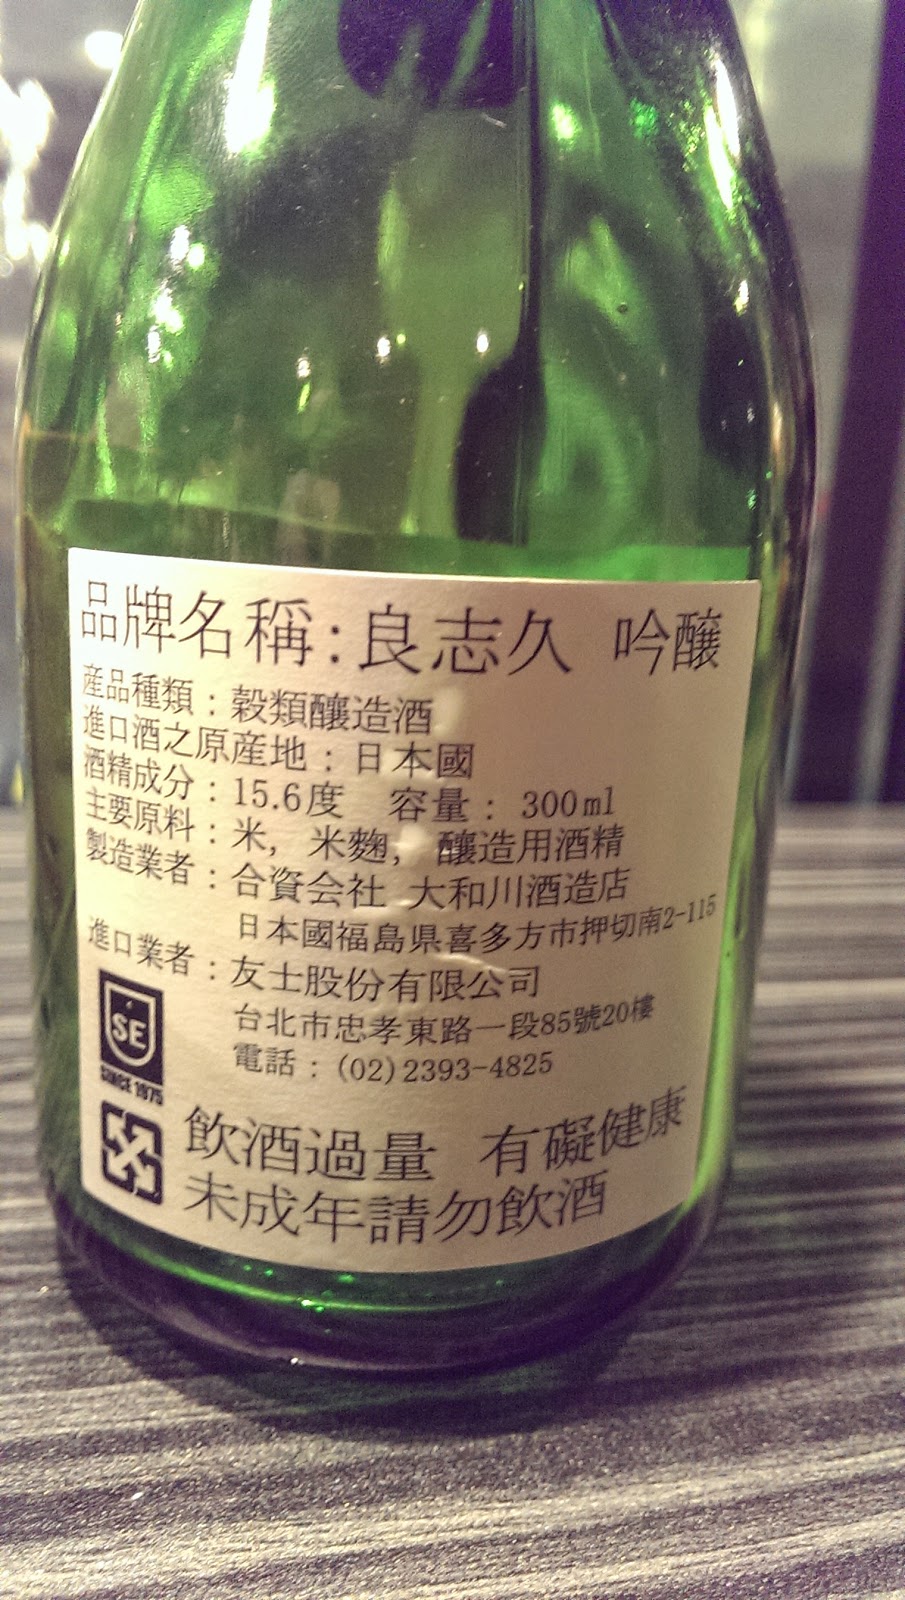 品牌名稱:良志久 吟醸
産品種類：穀類釀造酒
進口酒之原産地：日本國
酒精成分：15.6度 容量：300ml
主要原料：米, 米麴, 釀造用酒精
製造業者：合資会社 大和川酒造店
日本國福島県喜多方市押切南2-115
進口業者：友士股份有限公司
台北市忠孝東路一段85號20樓
電話：(02)2393-4825
SE
SINCE 1975
飲酒過量 有礙健康
未成年請勿飲酒